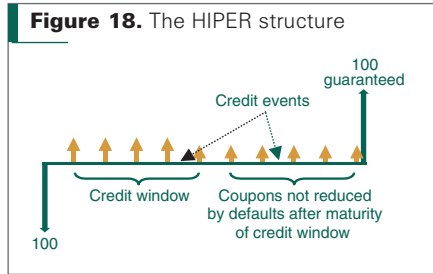 Figure 18. The HIPER structure
100
guaranteed
Credit events
Credit window
Coupons not reduced
by defaults after maturity
of credit window
100